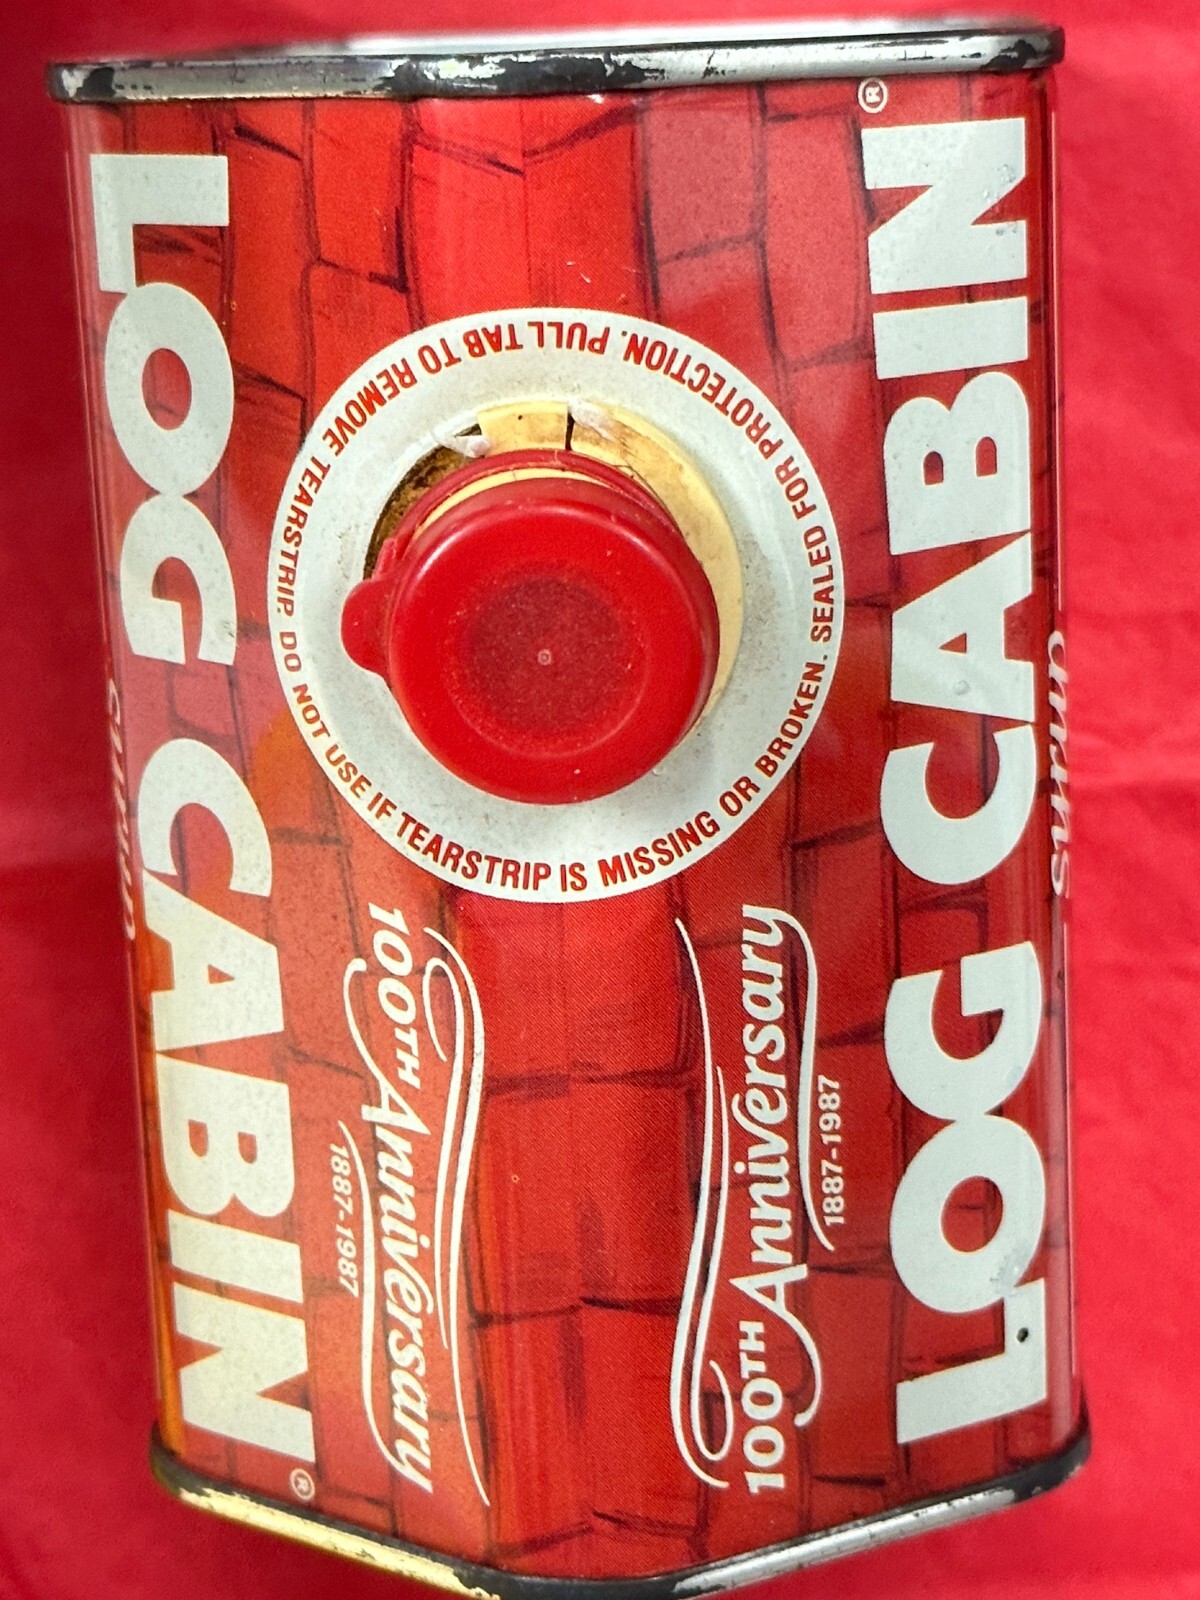 LOG CABIN®
syrup
100TH Anniversary
1887-1987
SEALED FOR PROTECTION. PULL TAB TO REMOVE TEARSTRIP. DO NOT USE IF TEARSTRIP IS MISSING OR BROKEN.
100TH Anniversary
1887-1987
LOG CABIN®
syrup